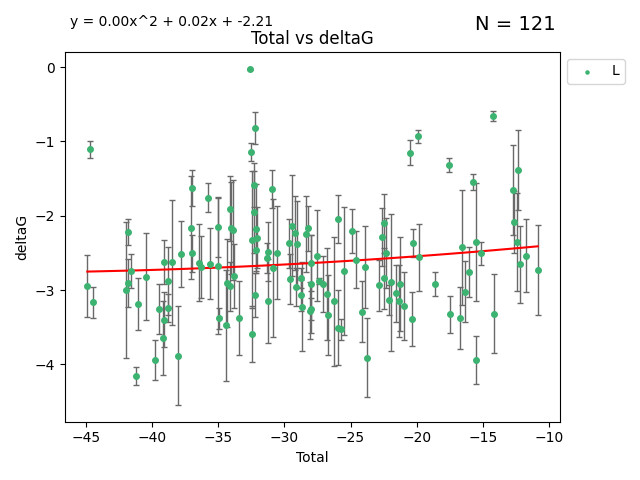 y = 0.00x^2 + 0.02x + -2.21
N = 121
Total vs deltaG
L
0
−1
−2
−3
−4
deltaG
−45 −40 −35 −30 −25 −20 −15 −10
Total